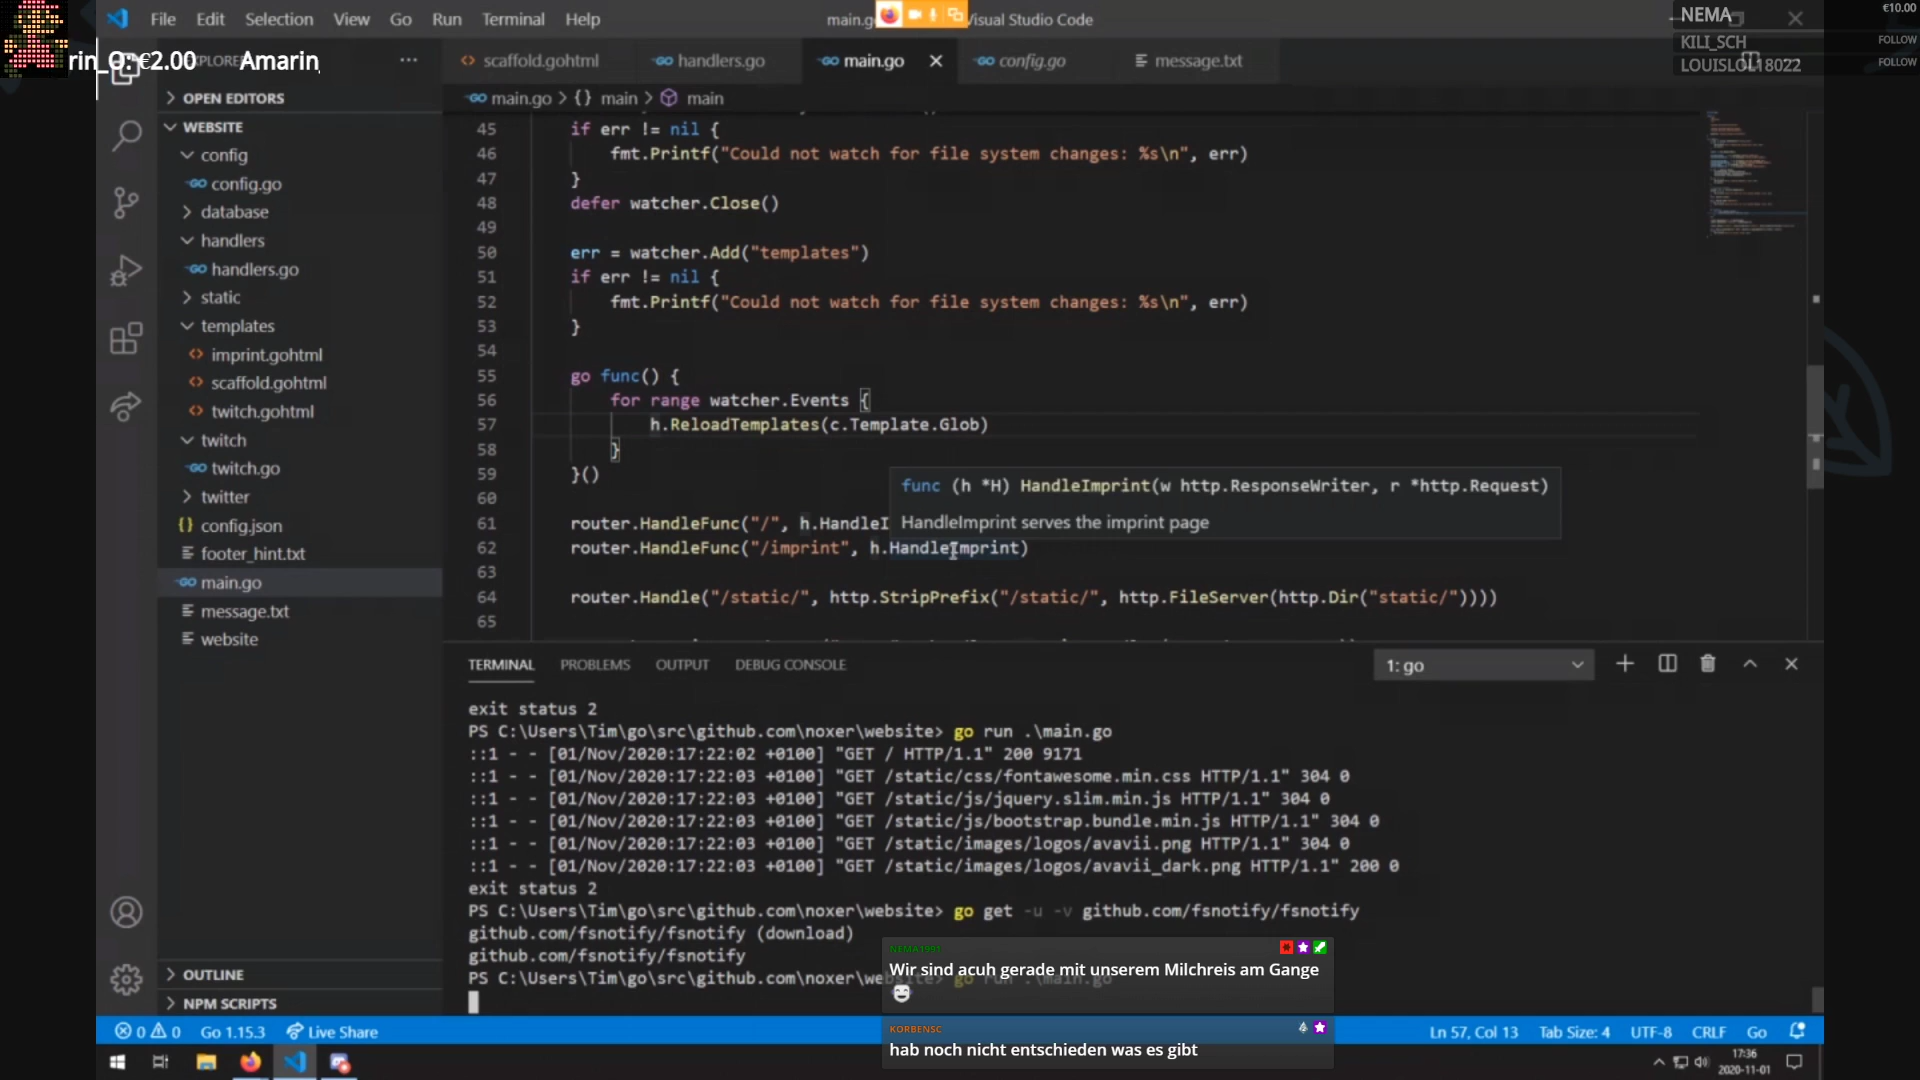 File Edit Selection View Go Run Terminal Help
main.g
Visual Studio Code
NEMA
€10.00
KILI_SCH
FOLLOW
LOUISLOL18022
FOLLOW
rin_O: €2.00 Amarin
EXPLORER
scaffold.gohtml
handlers.go
main.go
config.go
message.txt
main.go > {} main > main
OPEN EDITORS
WEBSITE
config
config.go
database
handlers
handlers.go
static
templates
imprint.gohtml
scaffold.gohtml
twitch.gohtml
twitch
twitch.go
twitter
config.json
footer_hint.txt
main.go
message.txt
website
OUTLINE
NPM SCRIPTS
45 if err != nil {
46 fmt.Printf("Could not watch for file system changes: %s\n", err)
47 }
48 defer watcher.Close()
49
50 err = watcher.Add("templates")
51 if err != nil {
52 fmt.Printf("Could not watch for file system changes: %s\n", err)
53 }
54
55 go func() {
56 for range watcher.Events {
57 h.ReloadTemplates(c.Template.Glob)
58 }
59 }()
60
func (h *H) HandleImprint(w http.ResponseWriter, r *http.Request)
HandleImprint serves the imprint page
61 router.HandleFunc("/", h.HandleI
62 router.HandleFunc("/imprint", h.HandleImprint)
63
64 router.Handle("/static/", http.StripPrefix("/static/", http.FileServer(http.Dir("static/"))))
65
TERMINAL PROBLEMS OUTPUT DEBUG CONSOLE
1: go
exit status 2
PS C:\Users\Tim\go\src\github.com\noxer\website> go run .\main.go
::1 - - [01/Nov/2020:17:22:02 +0100] "GET / HTTP/1.1" 200 9171
::1 - - [01/Nov/2020:17:22:03 +0100] "GET /static/css/fontawesome.min.css HTTP/1.1" 304 0
::1 - - [01/Nov/2020:17:22:03 +0100] "GET /static/js/jquery.slim.min.js HTTP/1.1" 304 0
::1 - - [01/Nov/2020:17:22:03 +0100] "GET /static/js/bootstrap.bundle.min.js HTTP/1.1" 304 0
::1 - - [01/Nov/2020:17:22:03 +0100] "GET /static/images/logos/avavii.png HTTP/1.1" 304 0
::1 - - [01/Nov/2020:17:22:03 +0100] "GET /static/images/logos/avavii_dark.png HTTP/1.1" 200 0
exit status 2
PS C:\Users\Tim\go\src\github.com\noxer\website> go get -u -v github.com/fsnotify/fsnotify
github.com/fsnotify/fsnotify (download)
github.com/fsnotify/fsnotify
PS C:\Users\Tim\go\src\github.com\noxer\website> go run .\main.go
NEMA1991
Wir sind acuh gerade mit unserem Milchreis am Gange
KORBENSC
hab noch nicht entschieden was es gibt
0 0 Go 1.15.3 Live Share
Ln 57, Col 13 Tab Size: 4 UTF-8 CRLF Go
17:36
2020-11-01